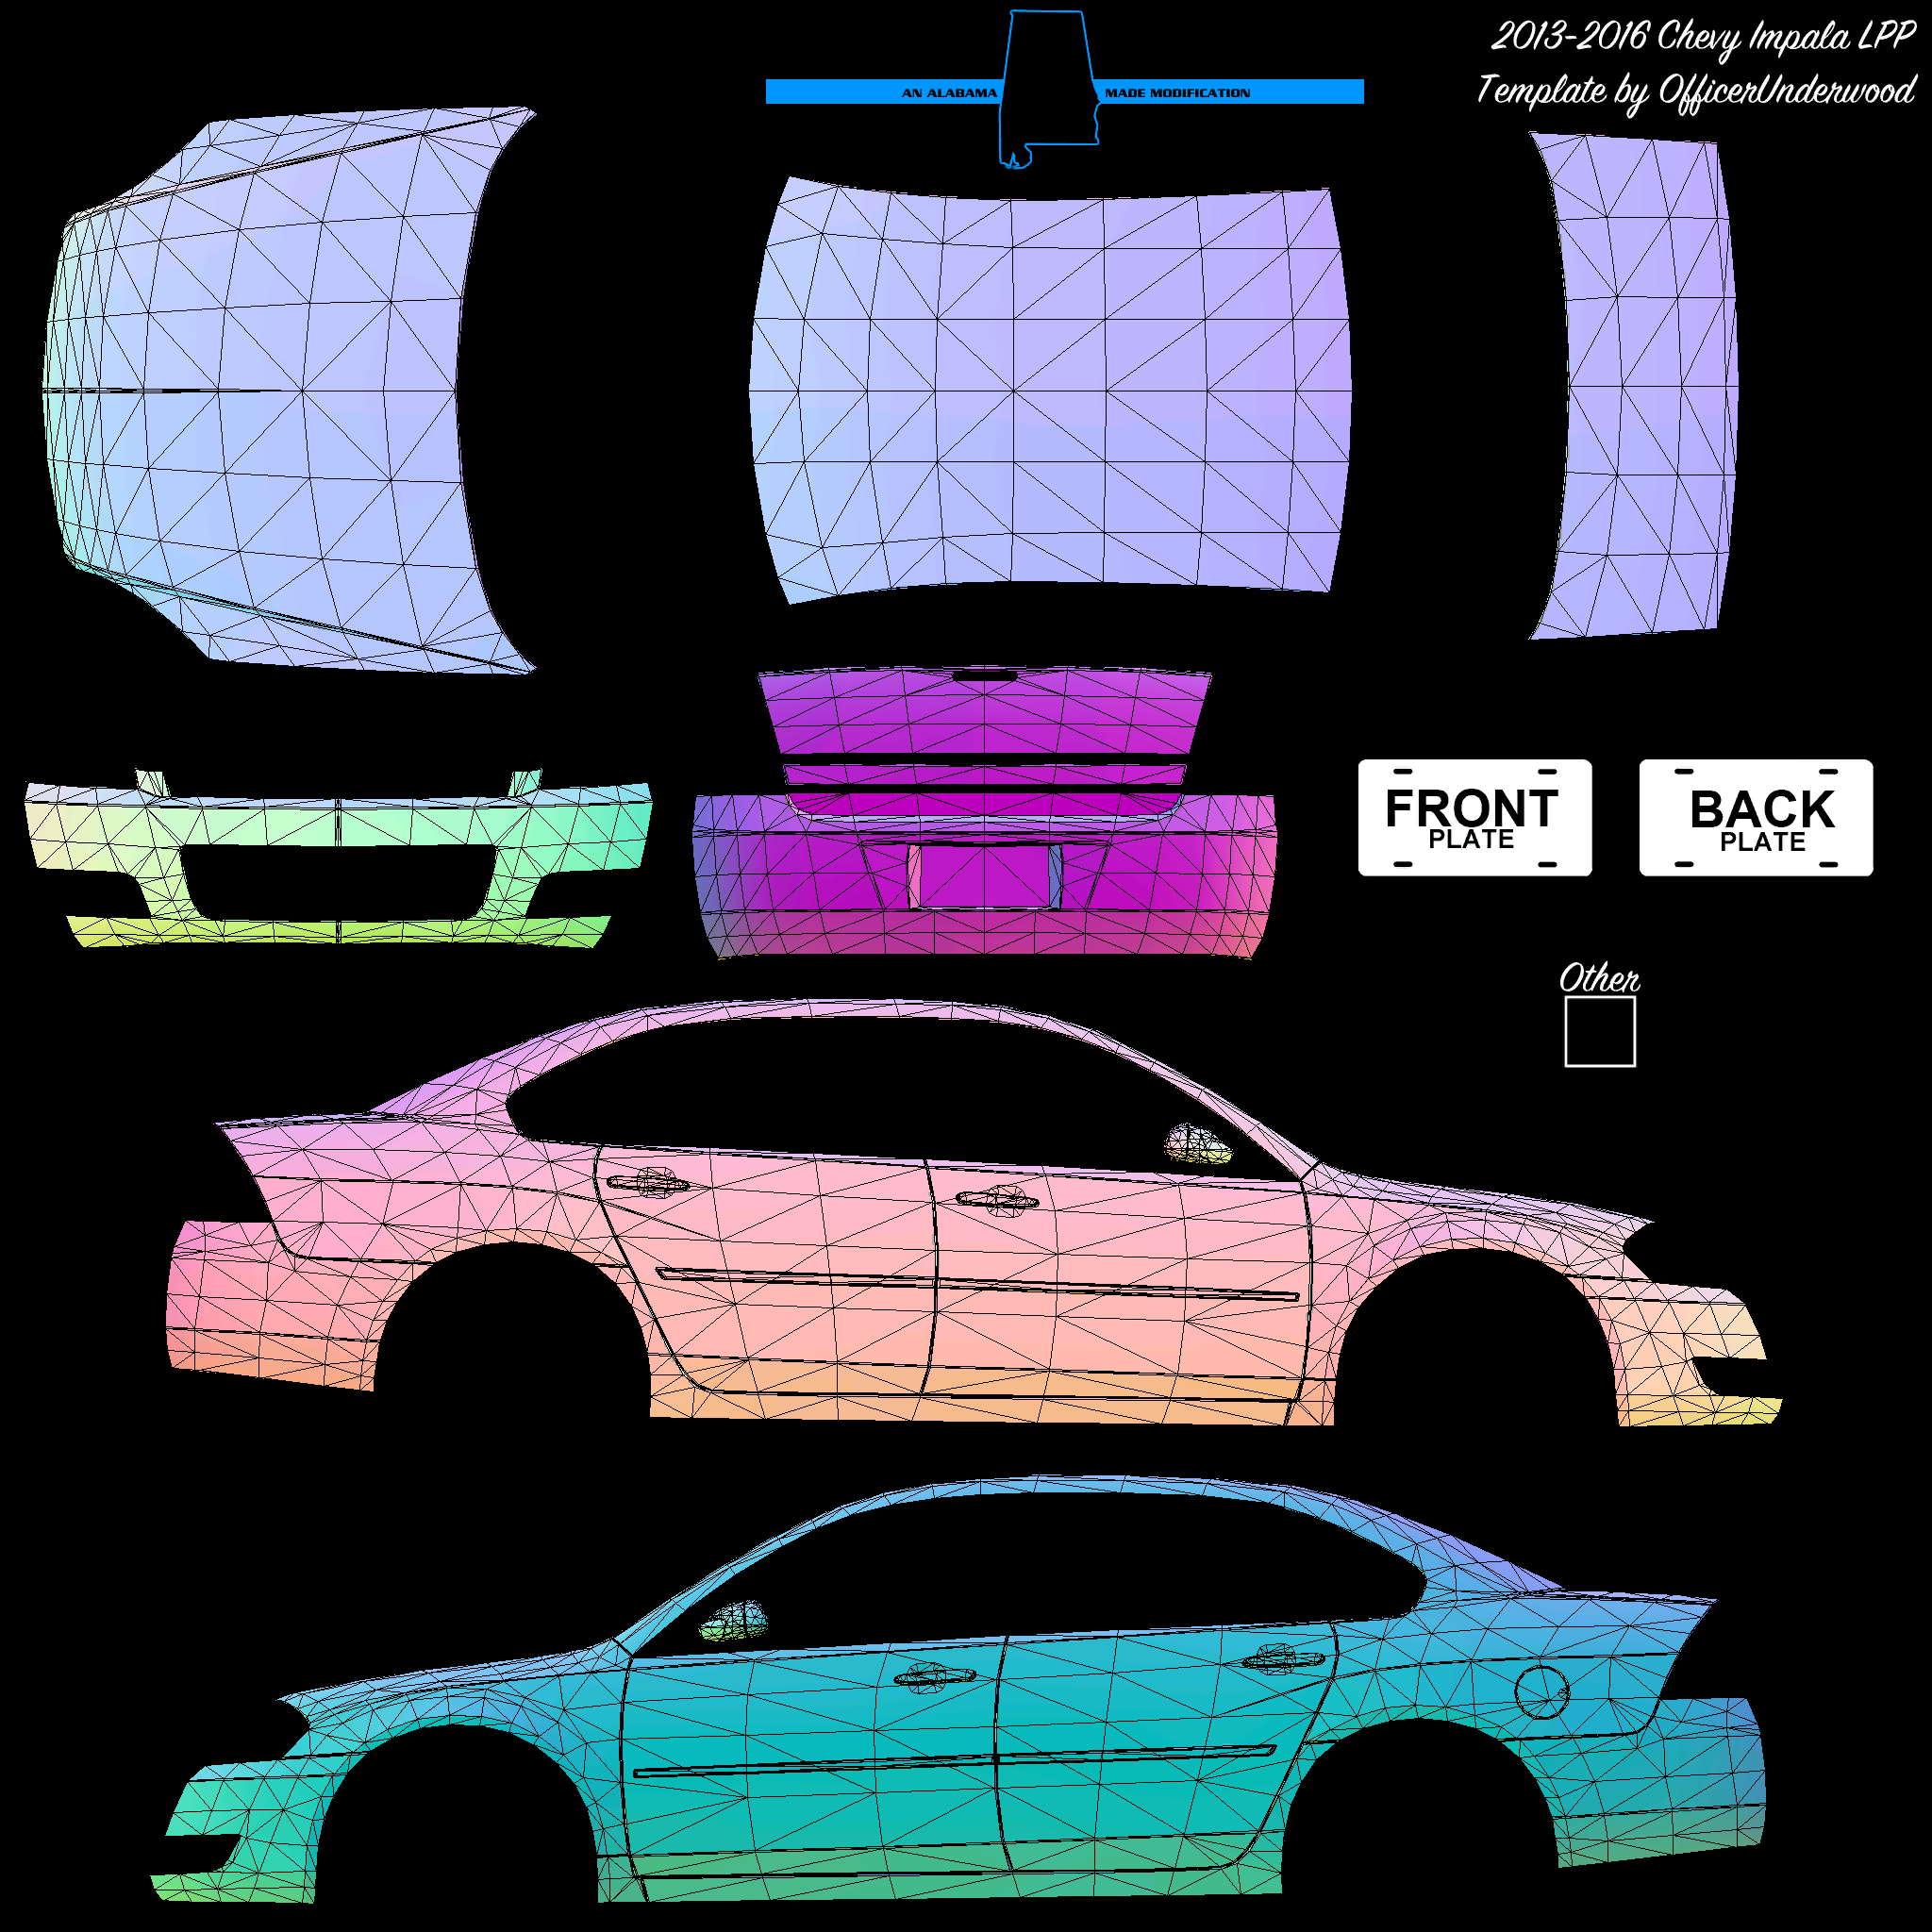 2013-2016 Chevy Impala LPP
Template by OfficerUnderwood
AN ALABAMA MADE MODIFICATION
FRONT
PLATE
BACK
PLATE
Other